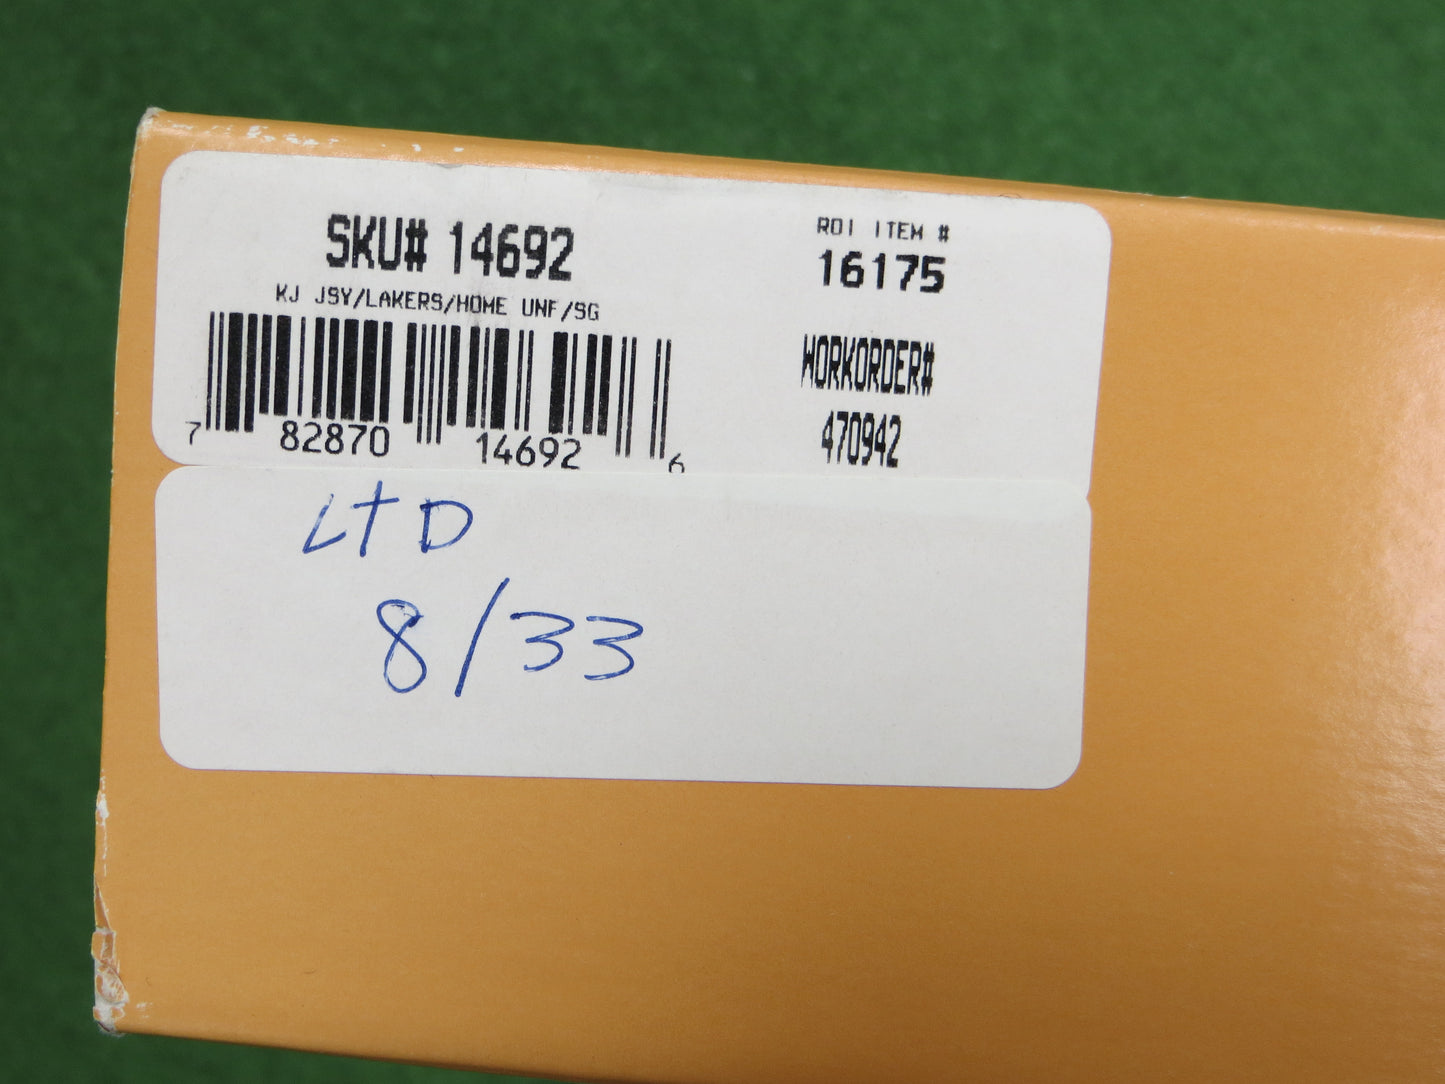 SKU# 14692
KJ JSY/LAKERS/HOME UNF/SG
7 82870 14692 6
ROI ITEM #
16175
WORKORDER#
470942
LTD
8/33